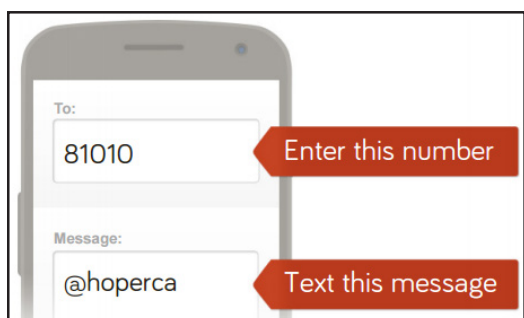 To:
81010
Enter this number
Message:
@hoperca
Text this message